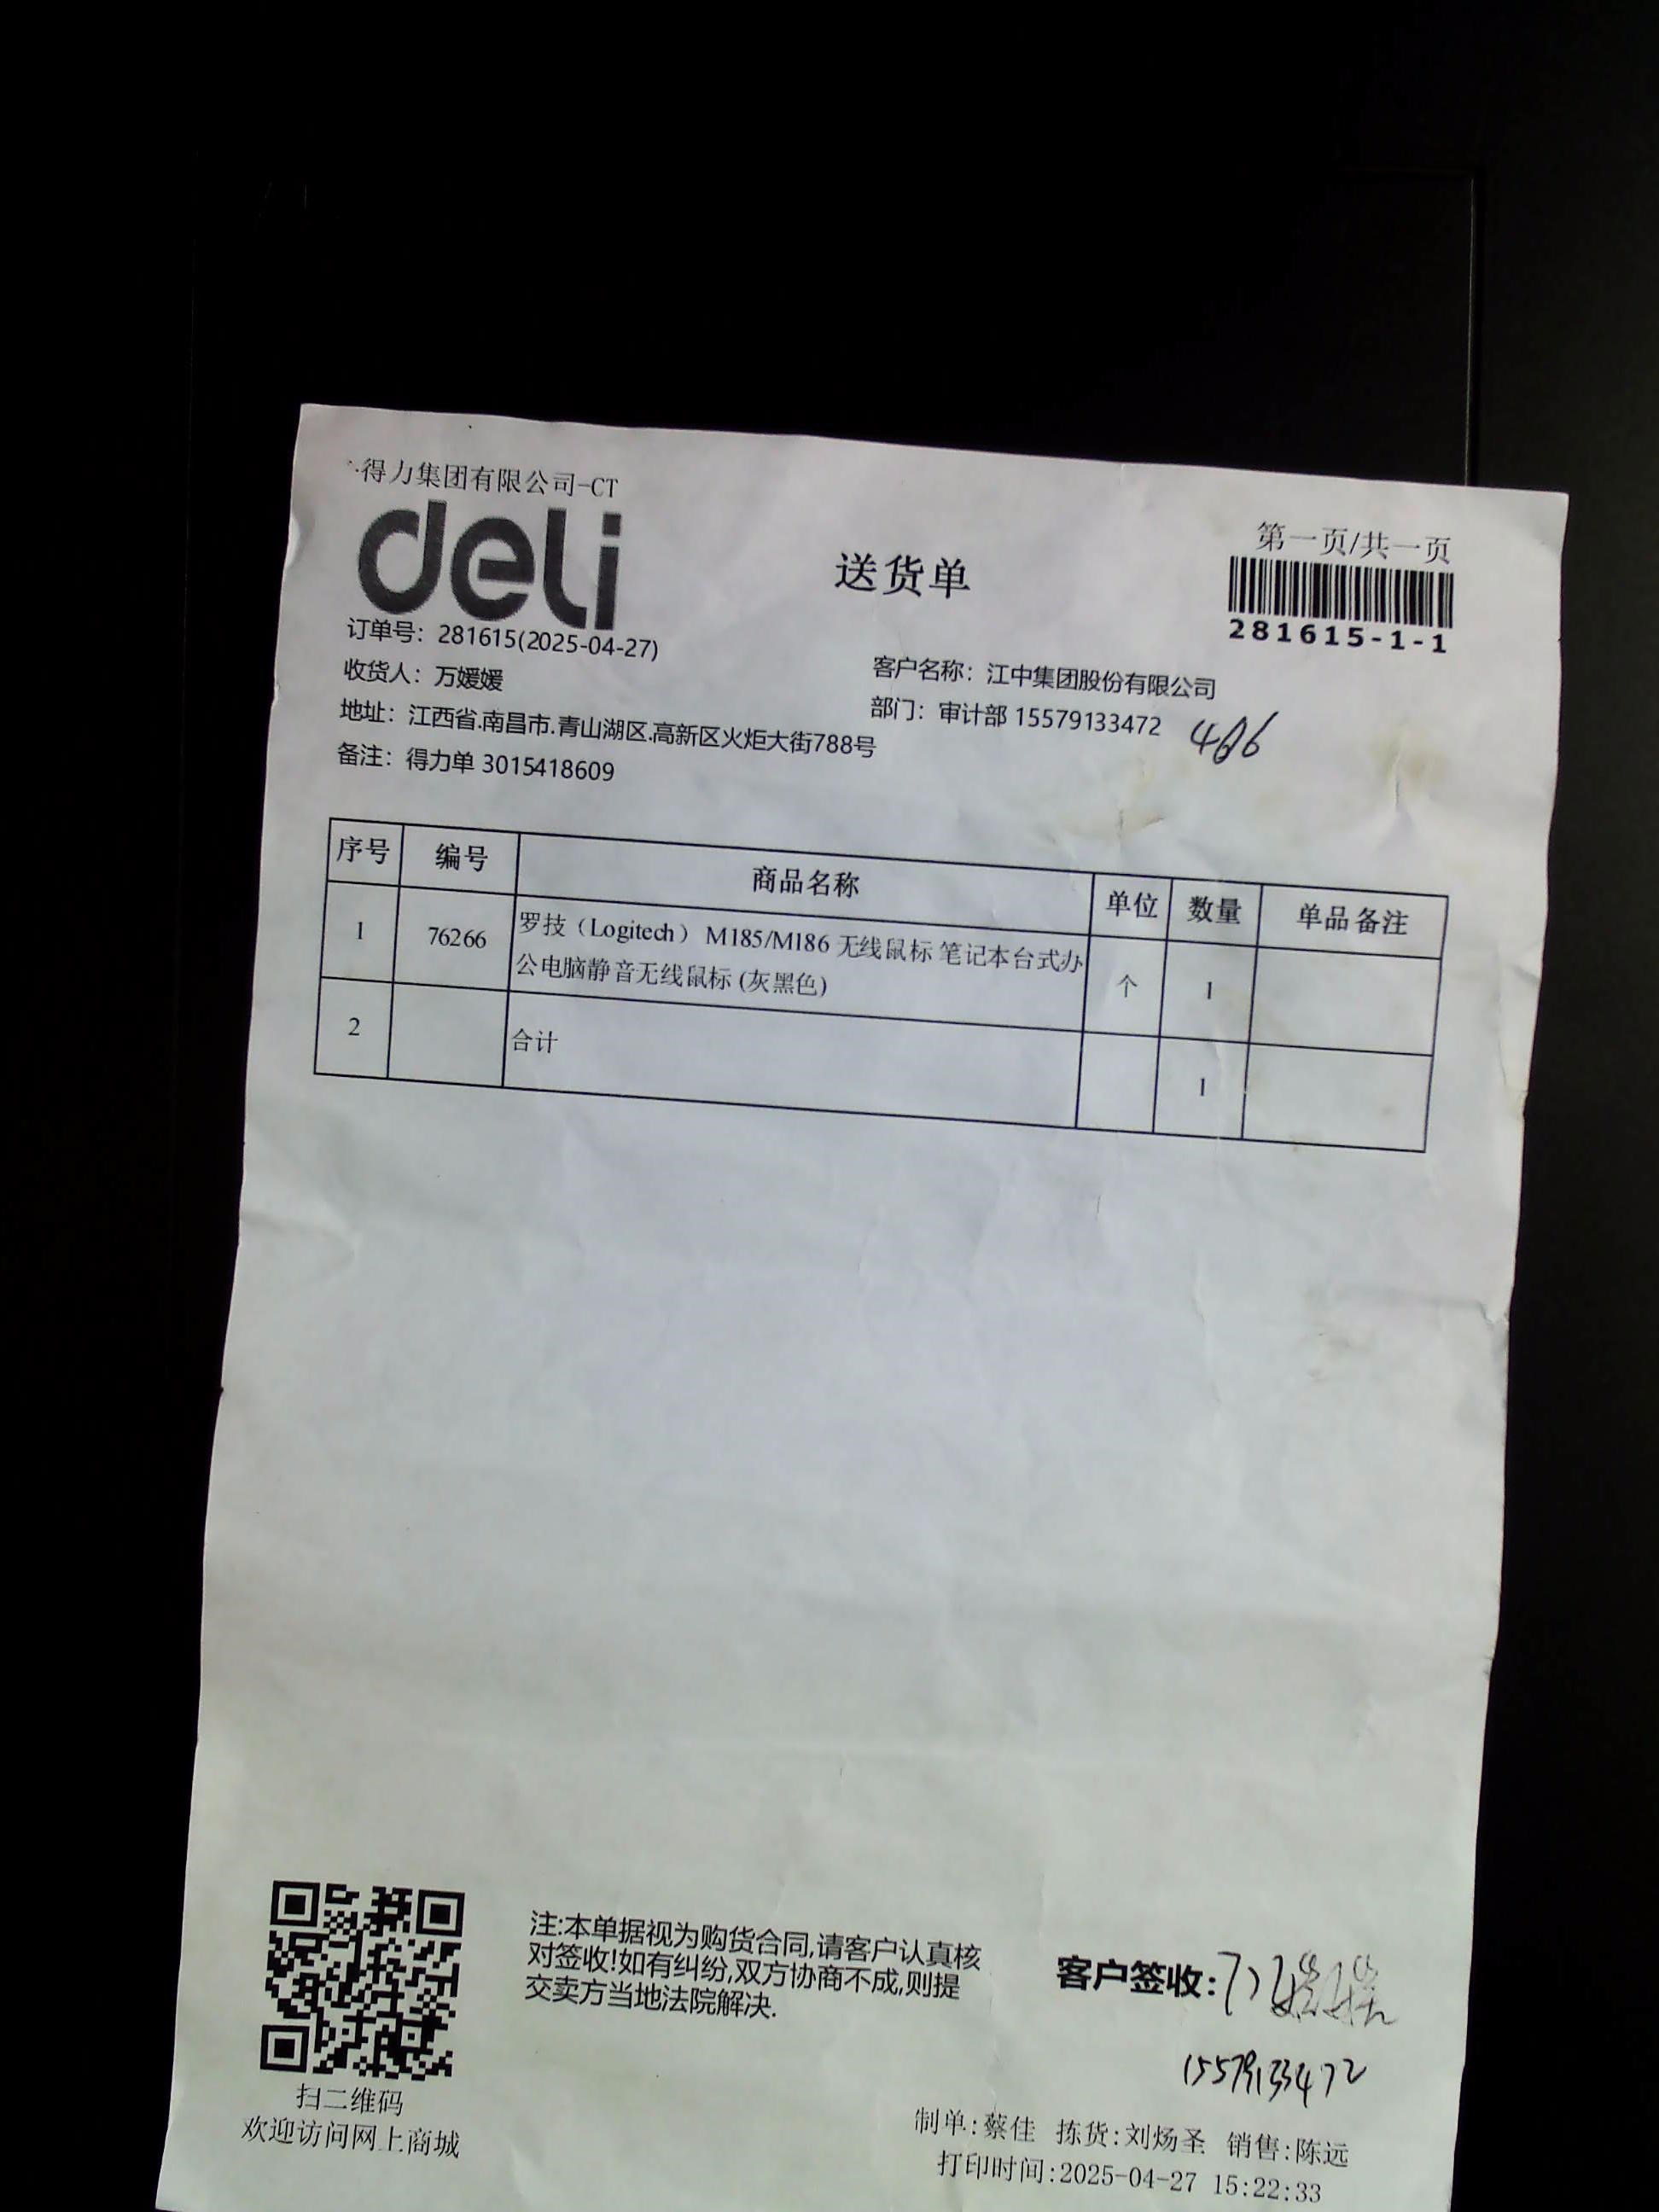 得力集团有限公司-CT
deli
送货单
第一页/共一页
281615-1-1
订单号：281615(2025-04-27)
收货人：万媛媛
客户名称：江中集团股份有限公司
地址：江西省.南昌市.青山湖区.高新区火炬大街788号
部门：审计部 15579133472 406
备注：得力单 3015418609
序号 编号 商品名称 单位 数量 单品备注
1 76266 罗技（Logitech） M185/M186 无线鼠标 笔记本台式办
公电脑静音无线鼠标 (灰黑色) 个 1
2 合计 1
注:本单据视为购货合同,请客户认真核
对签收!如有纠纷,双方协商不成,则提
交卖方当地法院解决.
客户签收:万媛媛
15579133472
扫二维码
欢迎访问网上商城
制单:蔡佳 拣货:刘炀圣 销售:陈远
打印时间:2025-04-27 15:22:33